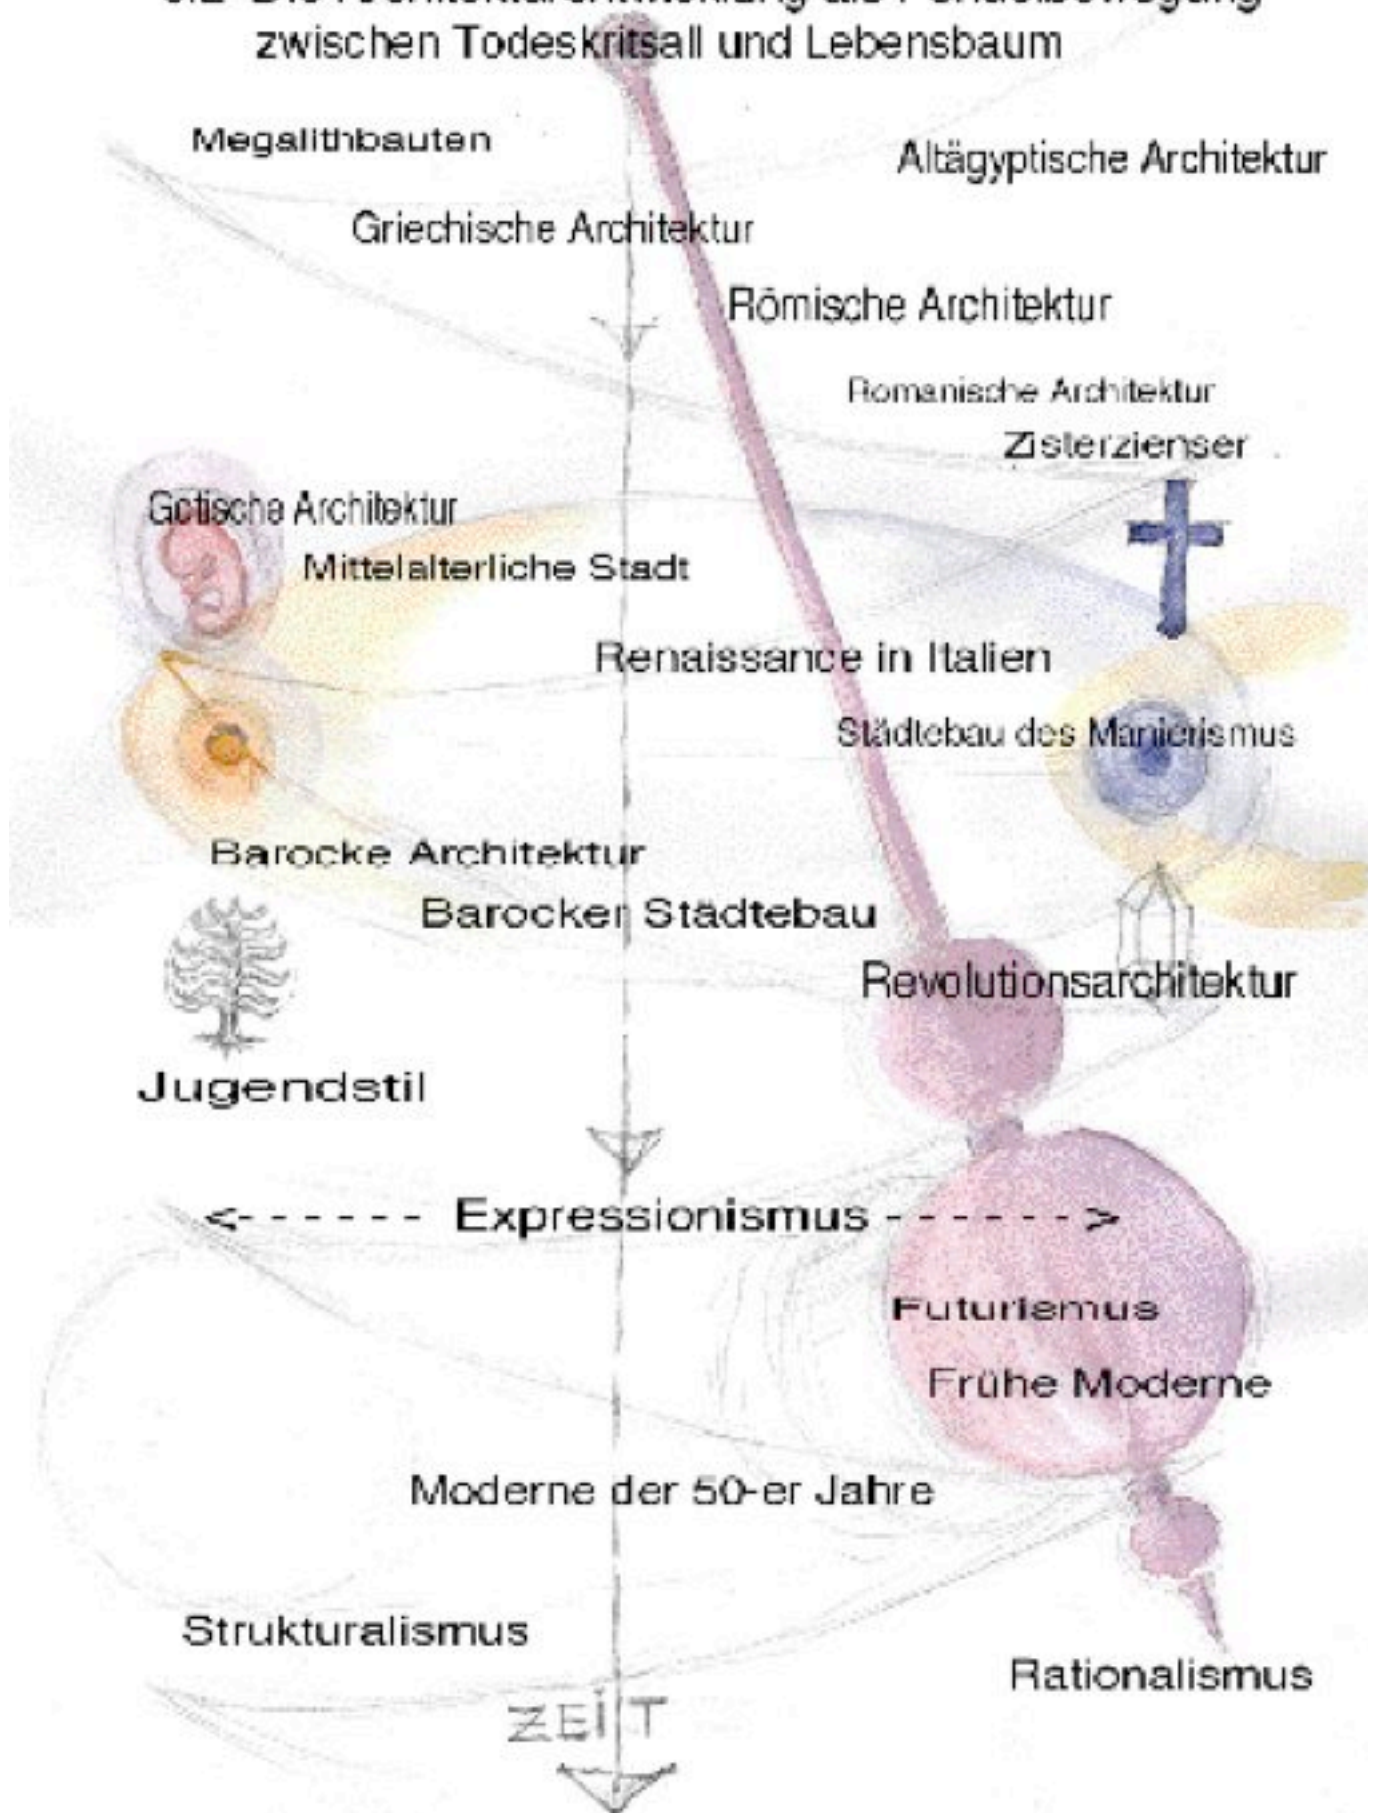 zwischen Todeskritsall und Lebensbaum
Megalithbauten
Altägyptische Architektur
Griechische Architektur
Römische Architektur
Romanische Architektur
Zisterzienser
Gotische Architektur
Mittelalterliche Stadt
Renaissance in Italien
Städtebau des Manierismus
Barocke Architektur
Barocker Städtebau
Revolutionsarchitektur
Jugendstil
<- - - - - - Expressionismus - - - - - - >
Futurismus
Frühe Moderne
Moderne der 50-er Jahre
Strukturalismus
Rationalismus
ZEIT